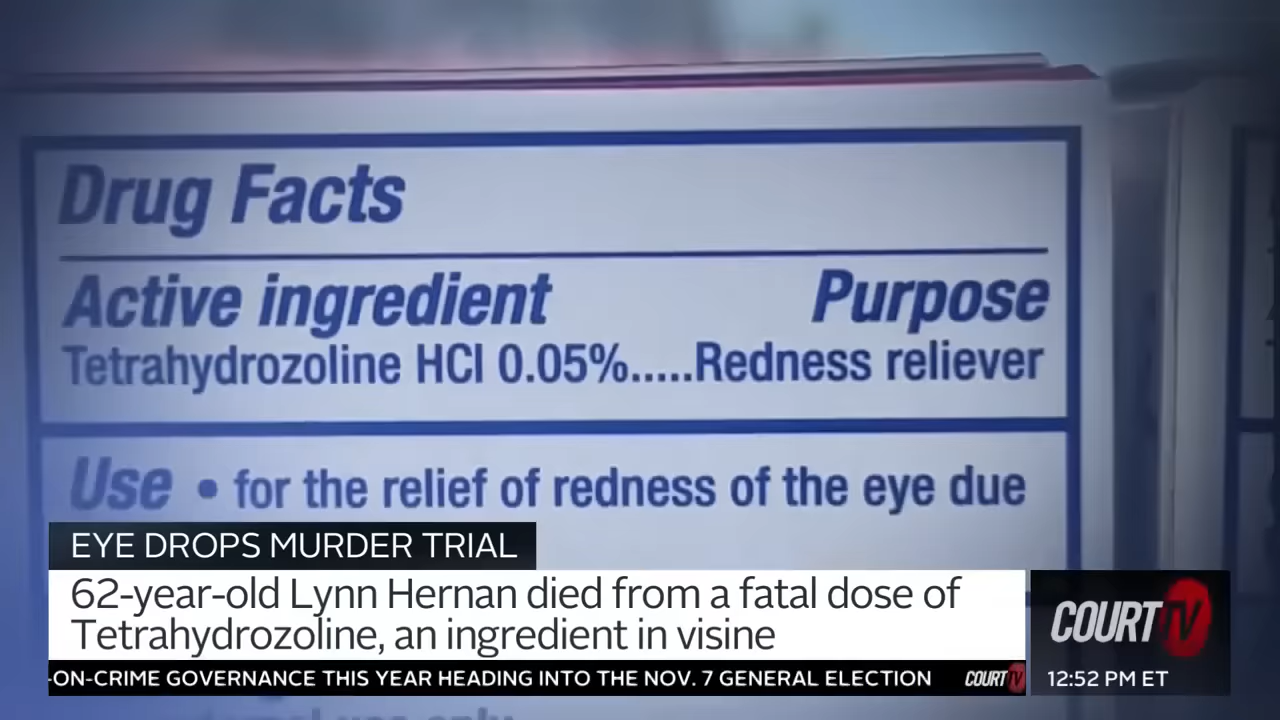 Drug Facts
Active ingredient Purpose
Tetrahydrozoline HCl 0.05%.....Redness reliever
Use • for the relief of redness of the eye due
EYE DROPS MURDER TRIAL
62-year-old Lynn Hernan died from a fatal dose of
Tetrahydrozoline, an ingredient in visine
COURT TV
-ON-CRIME GOVERNANCE THIS YEAR HEADING INTO THE NOV. 7 GENERAL ELECTION COURT TV
12:52 PM ET